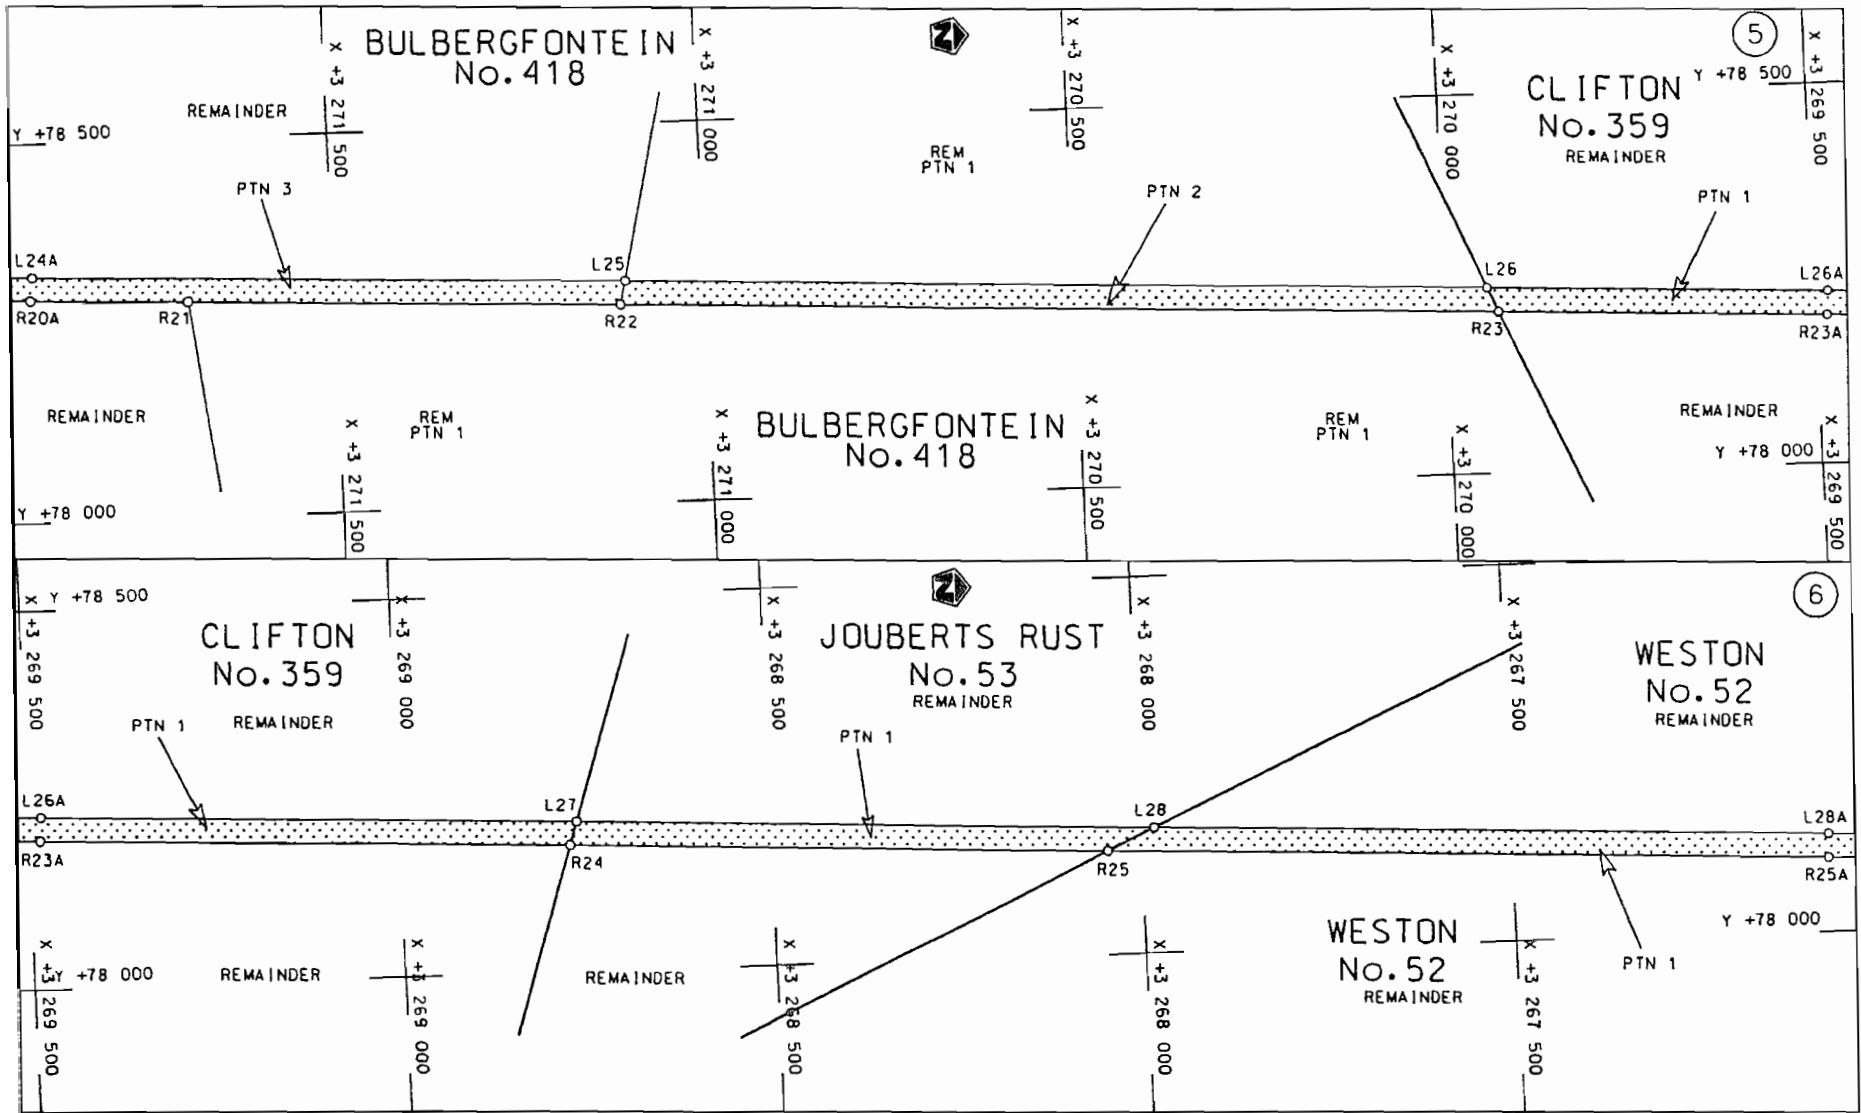 BULBERGFONTEIN
No.418
REMAINDER
Y +78 500
X +3 271 500
X +3 271 000
N
X +3 270 500
X +3 270 000
5
CLIFTON
No.359
REMAINDER
Y +78 500
X +3 269 500
REM
PTN 1
PTN 3
PTN 2
PTN 1
L24A
L25
L26
L26A
R20A
R21
R22
R23
R23A
REMAINDER
REM
PTN 1
BULBERGFONTEIN
No.418
REM
PTN 1
REMAINDER
Y +78 000
X +3 271 500
X +3 271 000
X +3 270 500
X +3 270 000
Y +78 000
X +3 269 500
X +3 269 500
Y +78 500
X +3 269 000
X +3 268 500
N
X +3 268 000
X +3 267 500
6
CLIFTON
No.359
REMAINDER
JOUBERTS RUST
No.53
REMAINDER
WESTON
No.52
REMAINDER
PTN 1
PTN 1
L26A
L27
L28
L28A
R23A
R24
R25
R25A
X +3 269 500
Y +78 000
REMAINDER
X +3 269 000
REMAINDER
X +3 268 500
X +3 268 000
WESTON
No.52
REMAINDER
X +3 267 500
PTN 1
Y +78 000